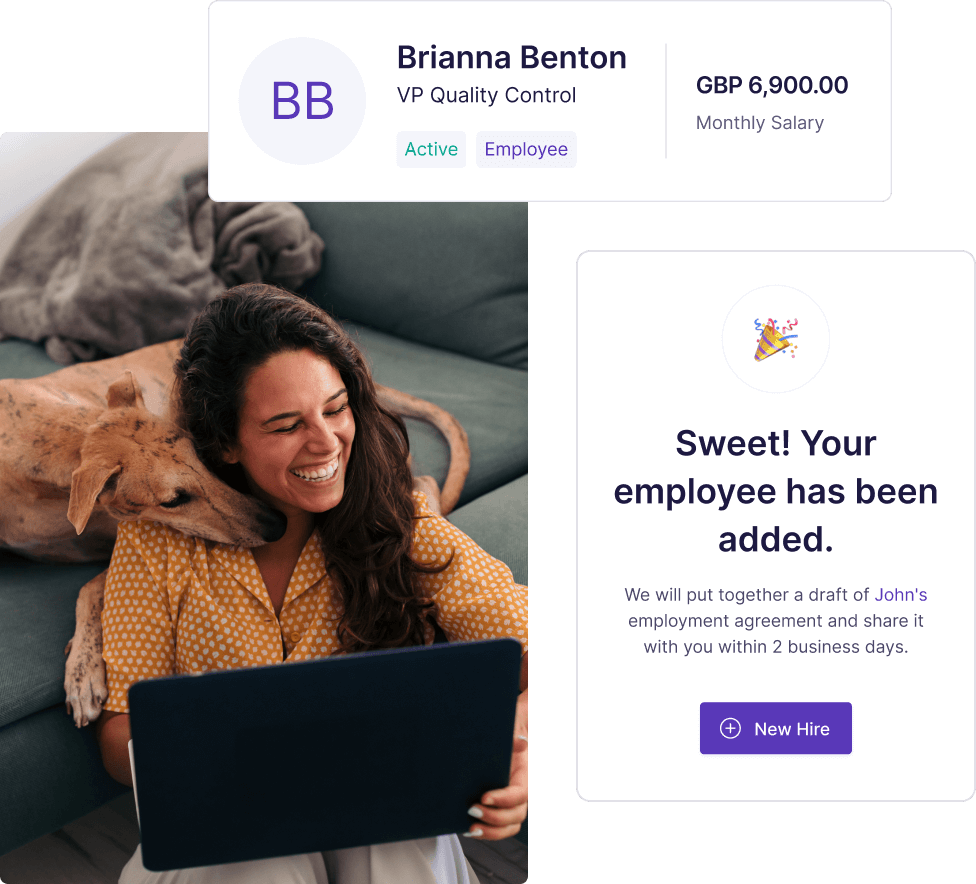 BB
Brianna Benton
VP Quality Control
Active Employee
GBP 6,900.00
Monthly Salary
Sweet! Your
employee has been
added.
We will put together a draft of John's
employment agreement and share it
with you within 2 business days.
New Hire